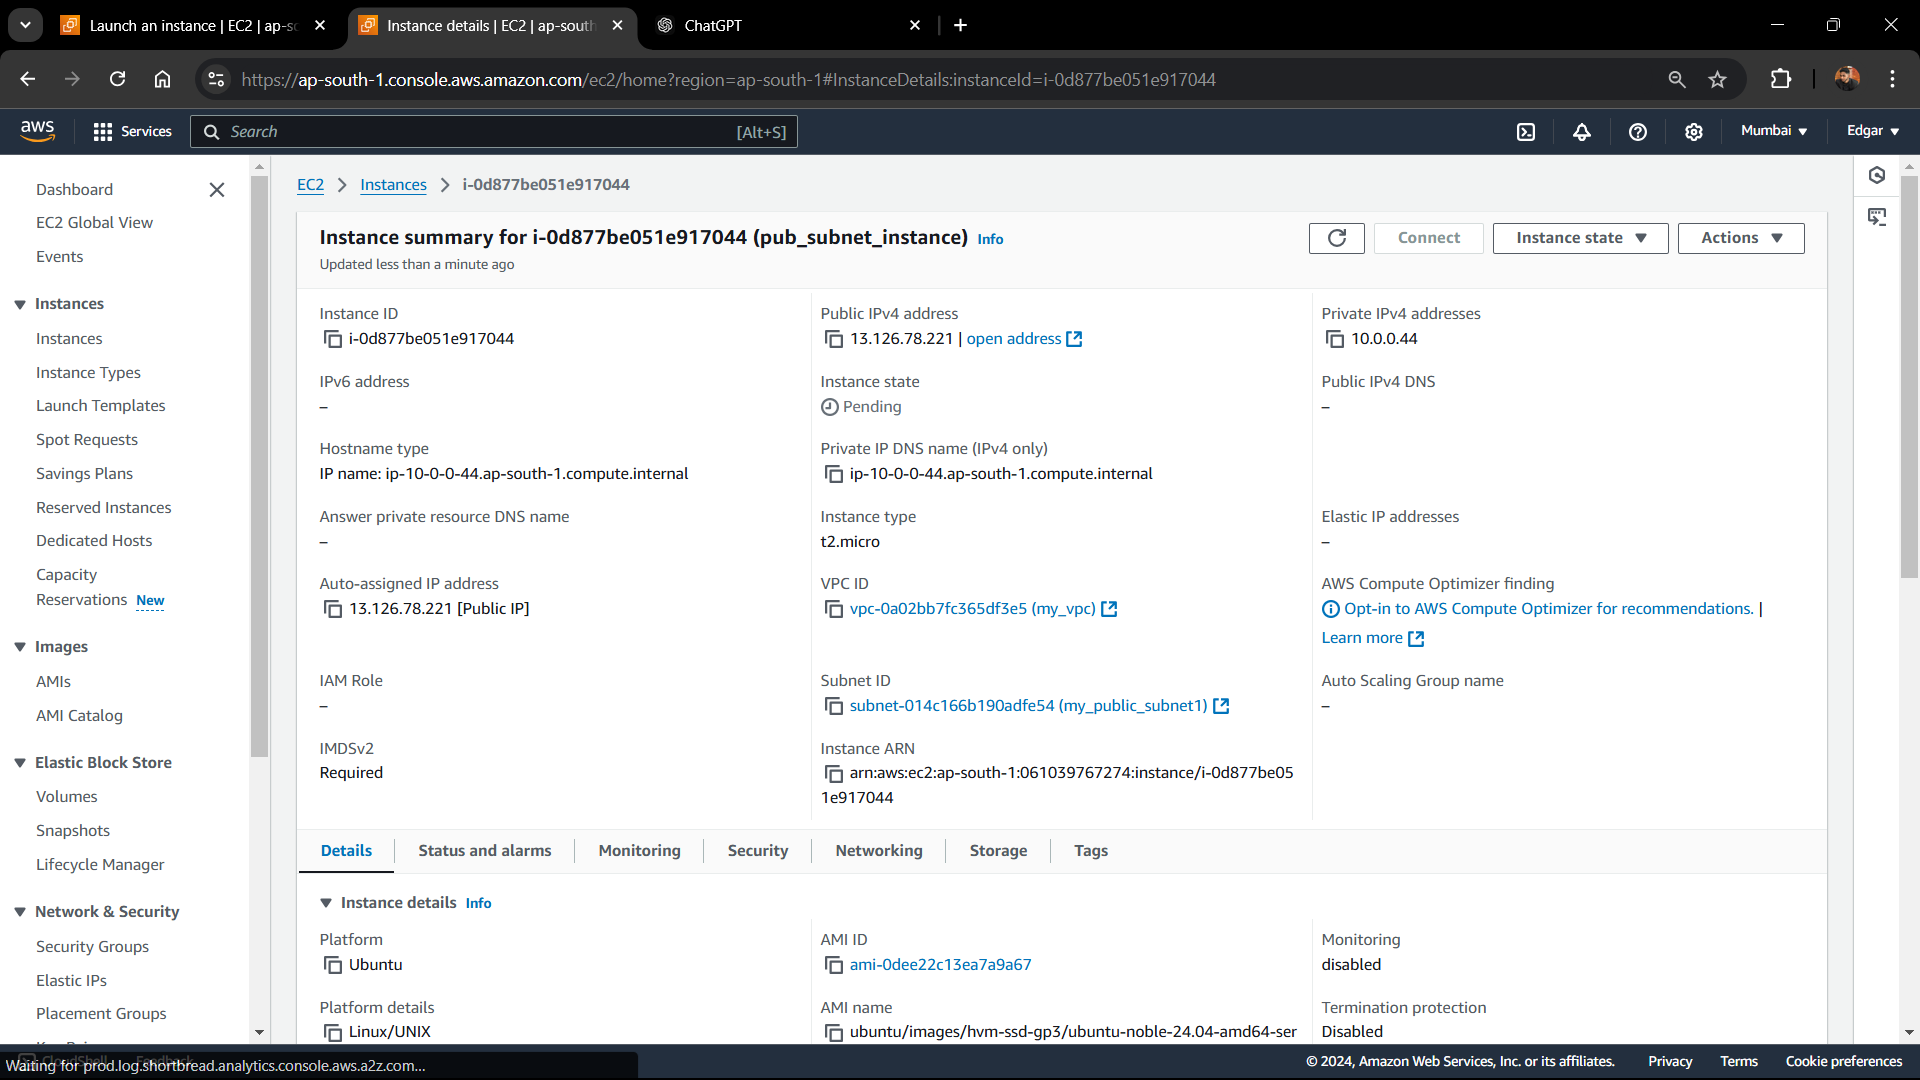 Launch an instance | EC2 | ap-so
Instance details | EC2 | ap-south
ChatGPT
https://ap-south-1.console.aws.amazon.com/ec2/home?region=ap-south-1#InstanceDetails:instanceId=i-0d877be051e917044
aws
Services
Search
[Alt+S]
Mumbai
Edgar
Dashboard
EC2 Global View
Events
Instances
Instances
Instance Types
Launch Templates
Spot Requests
Savings Plans
Reserved Instances
Dedicated Hosts
Capacity
Reservations New
Images
AMIs
AMI Catalog
Elastic Block Store
Volumes
Snapshots
Lifecycle Manager
Network & Security
Security Groups
Elastic IPs
Placement Groups
EC2 > Instances > i-0d877be051e917044
Instance summary for i-0d877be051e917044 (pub_subnet_instance) Info
Updated less than a minute ago
Connect
Instance state
Actions
Instance ID
i-0d877be051e917044
Public IPv4 address
13.126.78.221 | open address
Private IPv4 addresses
10.0.0.44
IPv6 address
–
Instance state
Pending
Public IPv4 DNS
–
Hostname type
IP name: ip-10-0-0-44.ap-south-1.compute.internal
Private IP DNS name (IPv4 only)
ip-10-0-0-44.ap-south-1.compute.internal
Answer private resource DNS name
–
Instance type
t2.micro
Elastic IP addresses
–
Auto-assigned IP address
13.126.78.221 [Public IP]
VPC ID
vpc-0a02bb7fc365df3e5 (my_vpc)
AWS Compute Optimizer finding
Opt-in to AWS Compute Optimizer for recommendations. |
Learn more
IAM Role
–
Subnet ID
subnet-014c166b190adfe54 (my_public_subnet1)
Auto Scaling Group name
–
IMDSv2
Required
Instance ARN
arn:aws:ec2:ap-south-1:061039767274:instance/i-0d877be05
1e917044
Details
Status and alarms
Monitoring
Security
Networking
Storage
Tags
Instance details Info
Platform
Ubuntu
AMI ID
ami-0dee22c13ea7a9a67
Monitoring
disabled
Platform details
Linux/UNIX
AMI name
ubuntu/images/hvm-ssd-gp3/ubuntu-noble-24.04-amd64-ser
Termination protection
Disabled
CloudShell
Feedback
Waiting for prod.log.shortbread.analytics.console.aws.a2z.com...
© 2024, Amazon Web Services, Inc. or its affiliates.
Privacy
Terms
Cookie preferences